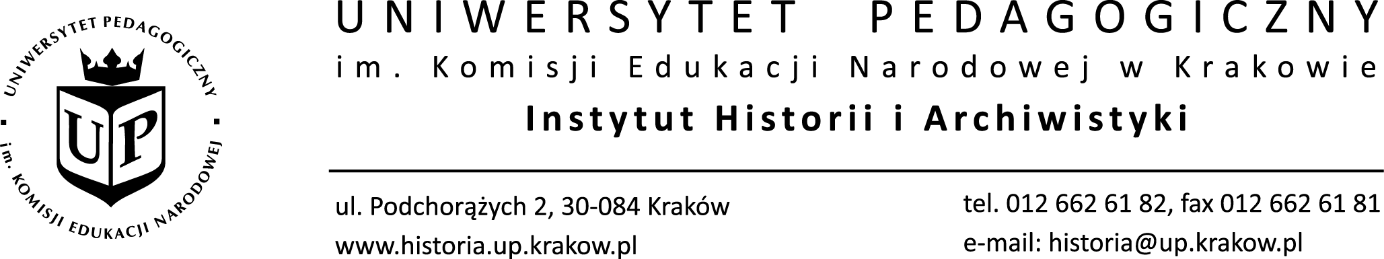 UNIWERSYTET PEDAGOGICZNY
im. KOMISJI EDUKACJI NARODOWEJ
UP
UNIWERSYTET PEDAGOGICZNY
im. Komisji Edukacji Narodowej w Krakowie
Instytut Historii i Archiwistyki
ul. Podchorążych 2, 30-084 Kraków
www.historia.up.krakow.pl
tel. 012 662 61 82, fax 012 662 61 81
e-mail: historia@up.krakow.pl